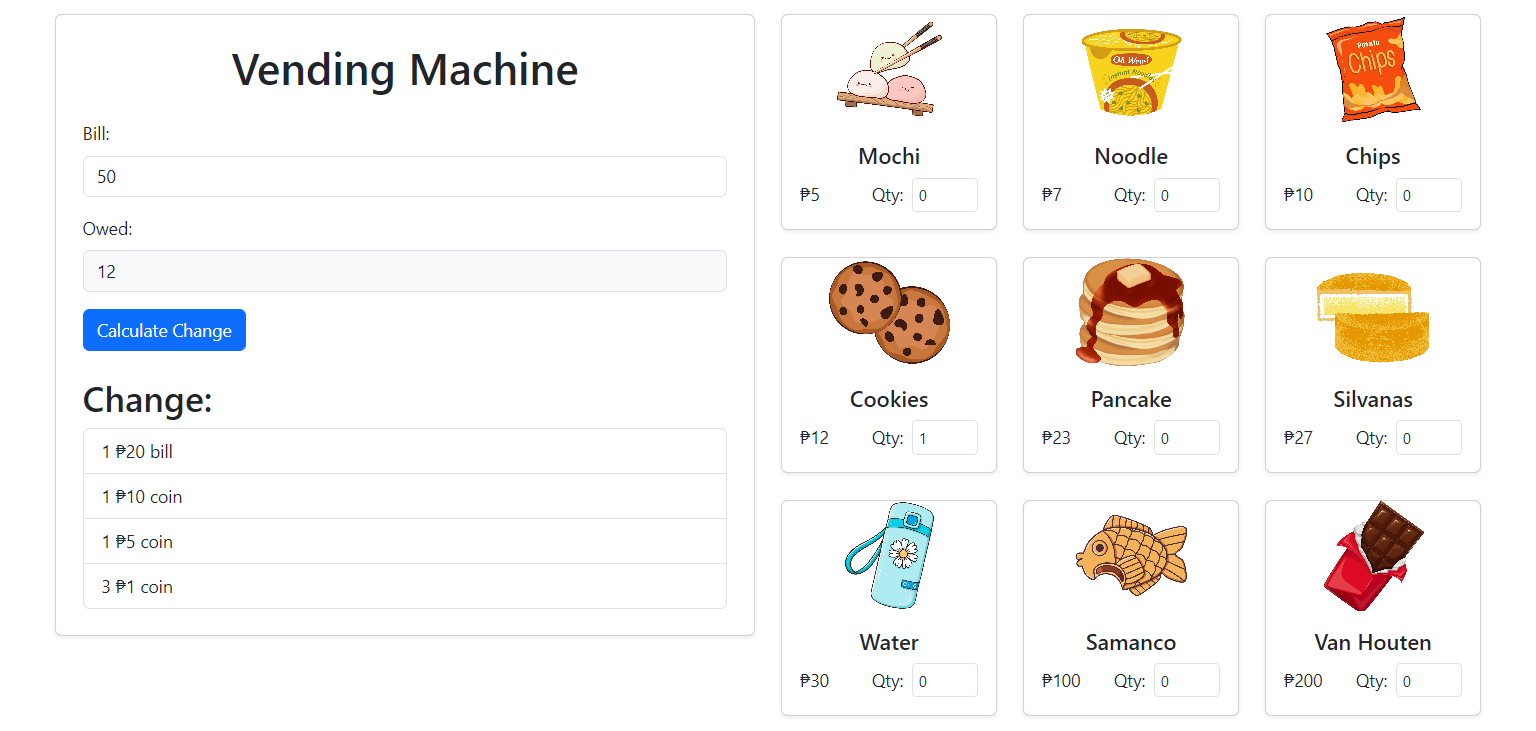 Vending Machine
Bill:
50
Owed:
12
Calculate Change
Change:
1 ₱20 bill
1 ₱10 coin
1 ₱5 coin
3 ₱1 coin
Mochi
₱5 Qty: 0
Oh Wow!
Instant Noodle
Noodle
₱7 Qty: 0
Potato
Chips
Chips
₱10 Qty: 0
Cookies
₱12 Qty: 1
Pancake
₱23 Qty: 0
Silvanas
₱27 Qty: 0
Water
₱30 Qty: 0
Samanco
₱100 Qty: 0
Van Houten
₱200 Qty: 0